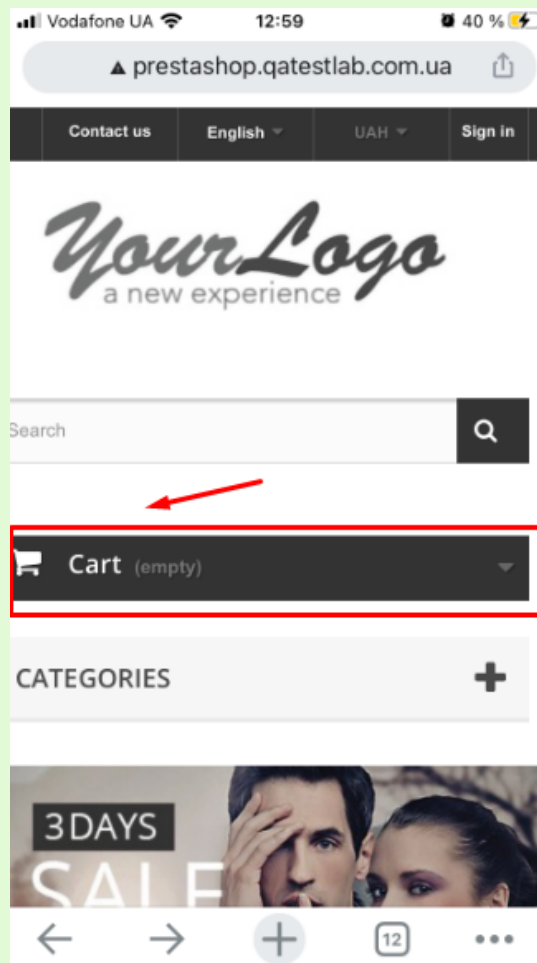 Vodafone UA 12:59 40 %
prestashop.qatestlab.com.ua
Contact us English UAH Sign in
YourLogo
a new experience
Search
Cart (empty)
CATEGORIES
3 DAYS
SALE
12